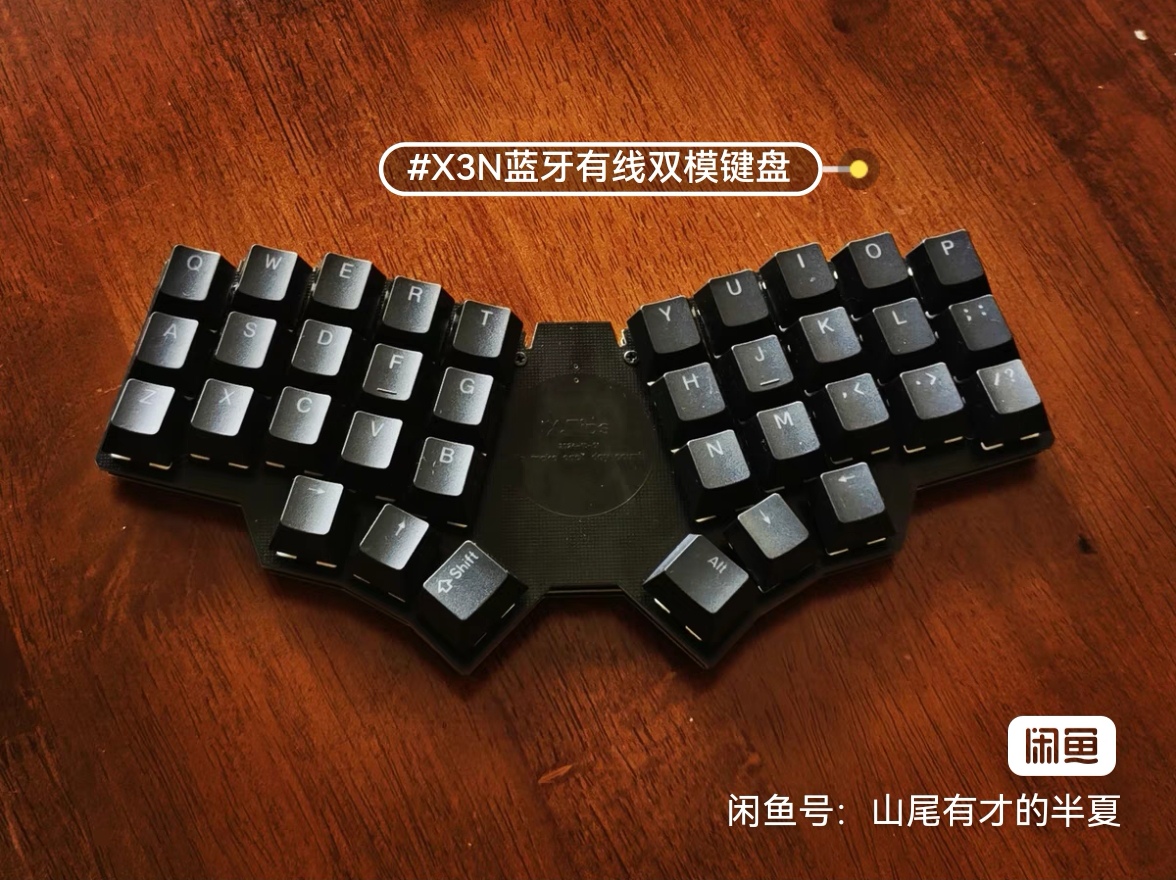 #X3N蓝牙有线双模键盘
Q W E R T Y U I O P
A S D F G H J K L ;:
Z X C V B N M ,< .> /?
→ ↑ ⇧Shift Alt ↓ ←
闲鱼
闲鱼号：山尾有才的半夏